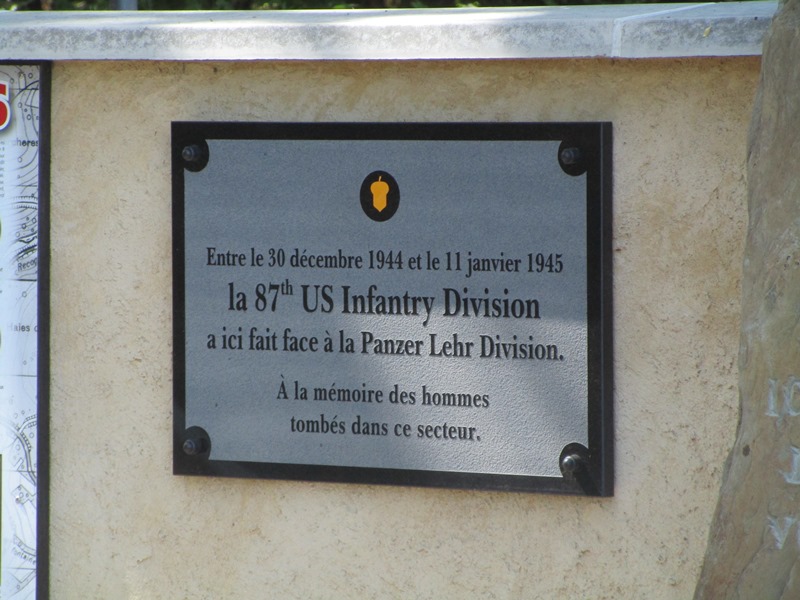 Entre le 30 décembre 1944 et le 11 janvier 1945
la 87th US Infantry Division
a ici fait face à la Panzer Lehr Division.
À la mémoire des hommes
tombés dans ce secteur.